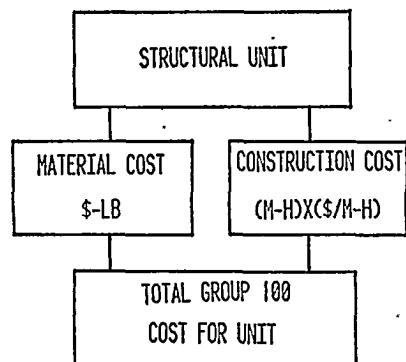 STRUCTURAL UNIT
MATERIAL COST
$-LB
CONSTRUCTION COST
(M-H)X($/M-H)
TOTAL GROUP 100
COST FOR UNIT